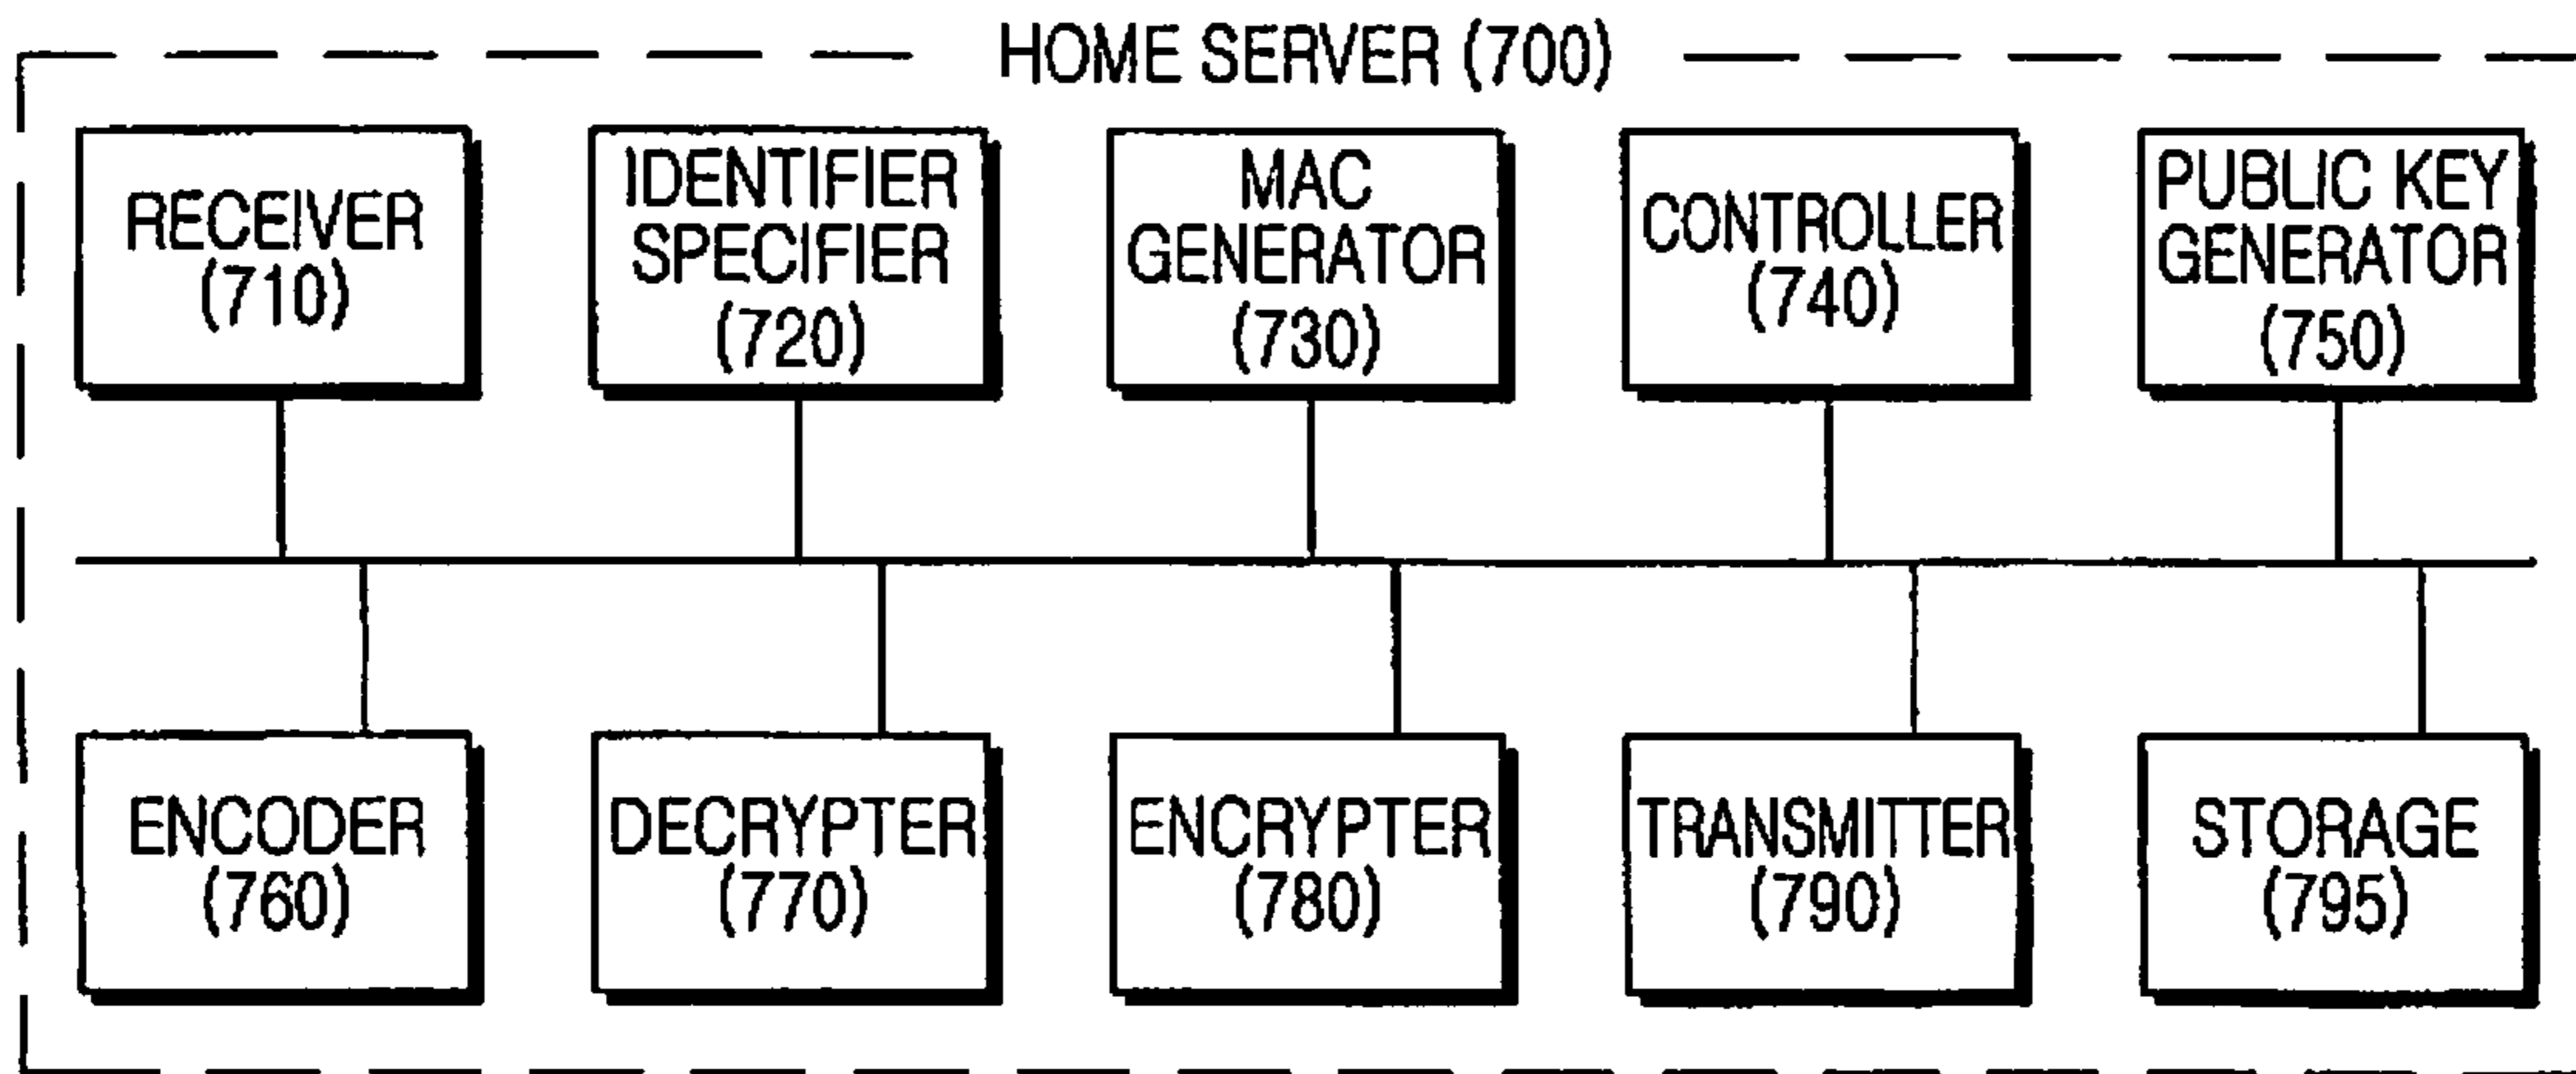 HOME SERVER (700)
RECEIVER
(710)
IDENTIFIER
SPECIFIER
(720)
MAC
GENERATOR
(730)
CONTROLLER
(740)
PUBLIC KEY
GENERATOR
(750)
ENCODER
(760)
DECRYPTER
(770)
ENCRYPTER
(780)
TRANSMITTER
(790)
STORAGE
(795)